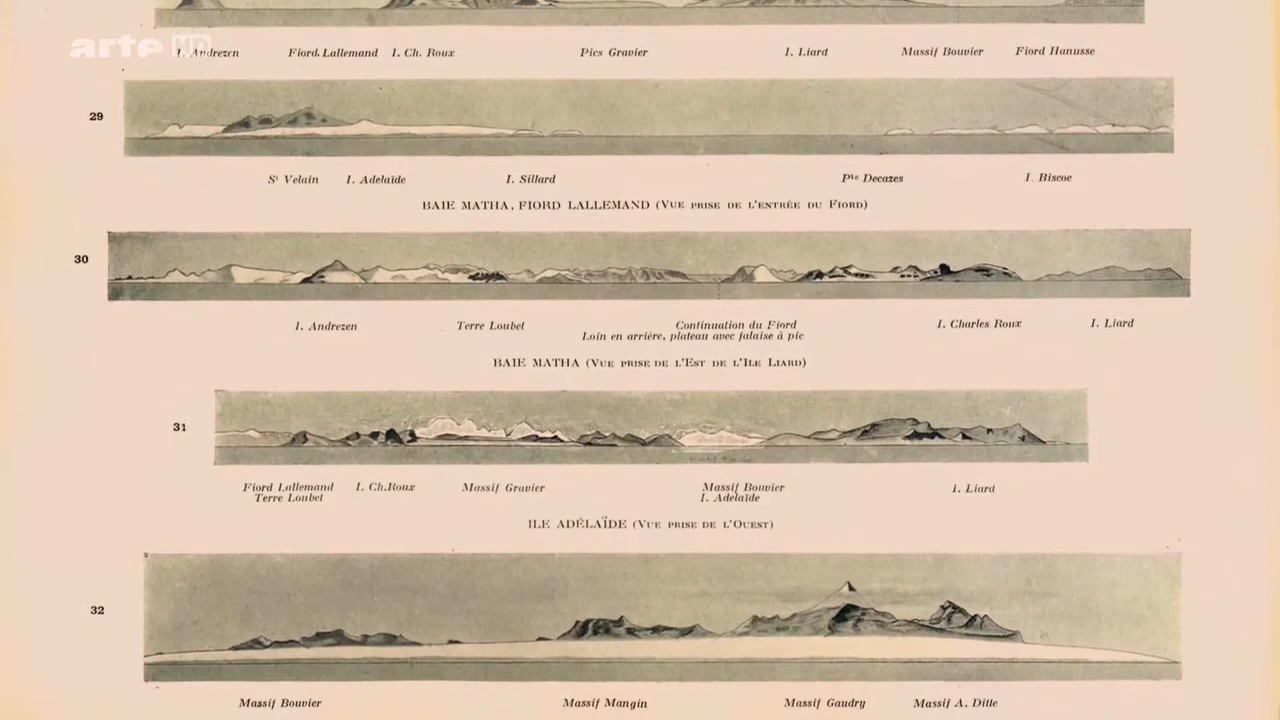 arte HD
I. Andrezen Fiord. Lallemand I. Ch. Roux Pics Gravier I. Liard Massif Bouvier Fiord Hanusse
29
St Velain I. Adelaïde I. Sillard Pte Decazes I. Biscoe
BAIE MATHA, FIORD LALLEMAND (VUE PRISE DE L'ENTRÉE DU FIORD)
30
I. Andrezen Terre Loubet Continuation du Fiord I. Charles Roux I. Liard
Loin en arrière, plateau avec falaise à pic
BAIE MATHA (VUE PRISE DE L'EST DE L'ILE LIARD)
31
Fiord Lallemand I. Ch.Roux Massif Gravier Massif Bouvier I. Liard
Terre Loubet I. Adelaïde
ILE ADÉLAÏDE (VUE PRISE DE L'OUEST)
32
Massif Bouvier Massif Mangin Massif Gaudry Massif A. Ditte